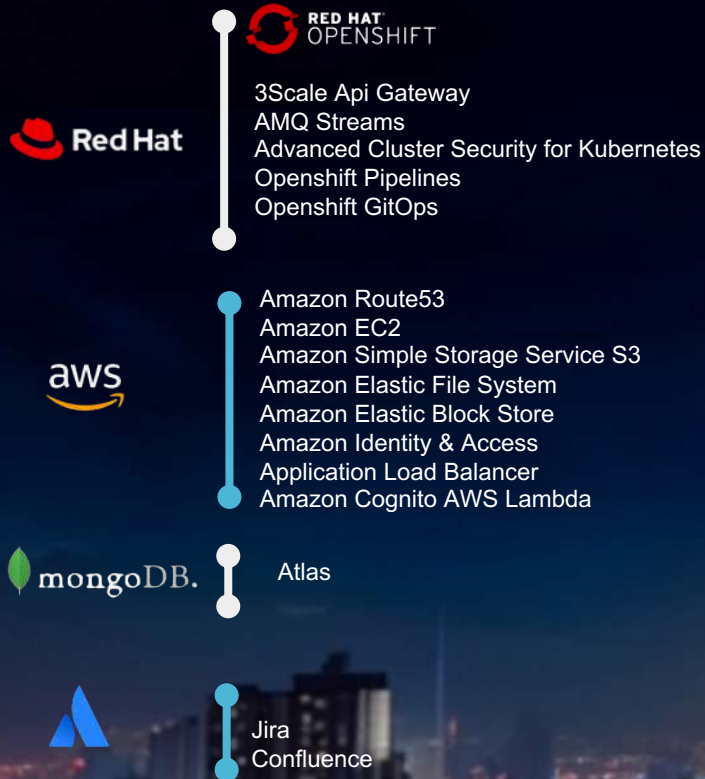 RED HAT
OPENSHIFT
Red Hat
3Scale Api Gateway
AMQ Streams
Advanced Cluster Security for Kubernetes
Openshift Pipelines
Openshift GitOps
aws
Amazon Route53
Amazon EC2
Amazon Simple Storage Service S3
Amazon Elastic File System
Amazon Elastic Block Store
Amazon Identity & Access
Application Load Balancer
Amazon Cognito AWS Lambda
mongoDB.
Atlas
Jira
Confluence